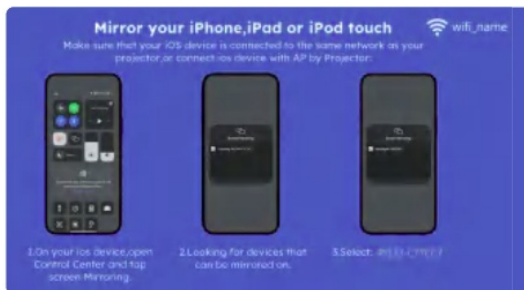 Mirror your iPhone,iPad or iPod touch
wifi_name
Make sure that your iOS device is connected to the same network as your
projector,or connect ios device with AP by Projector.
1.On your ios device,open
Control Center and tap
screen Mirroring.
2.Looking for devices that
can be mirrored on.
3.Select: